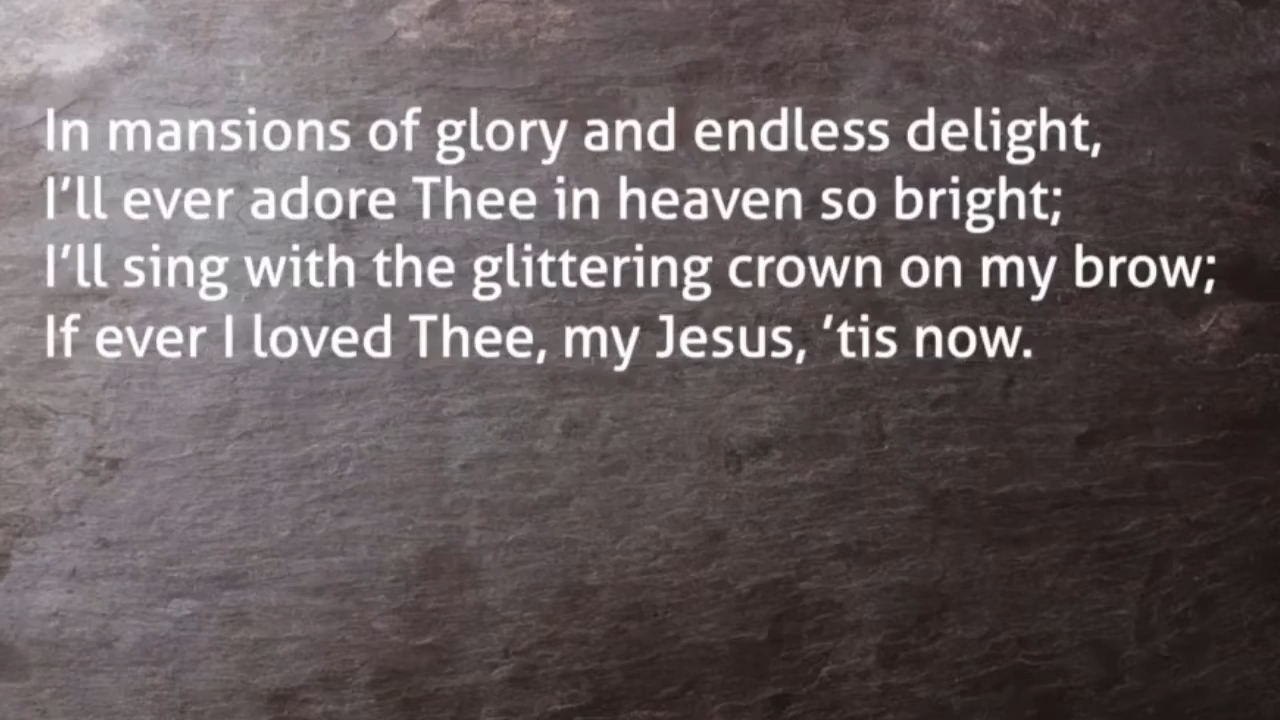 In mansions of glory and endless delight,
I’ll ever adore Thee in heaven so bright;
I’ll sing with the glittering crown on my brow;
If ever I loved Thee, my Jesus, ’tis now.